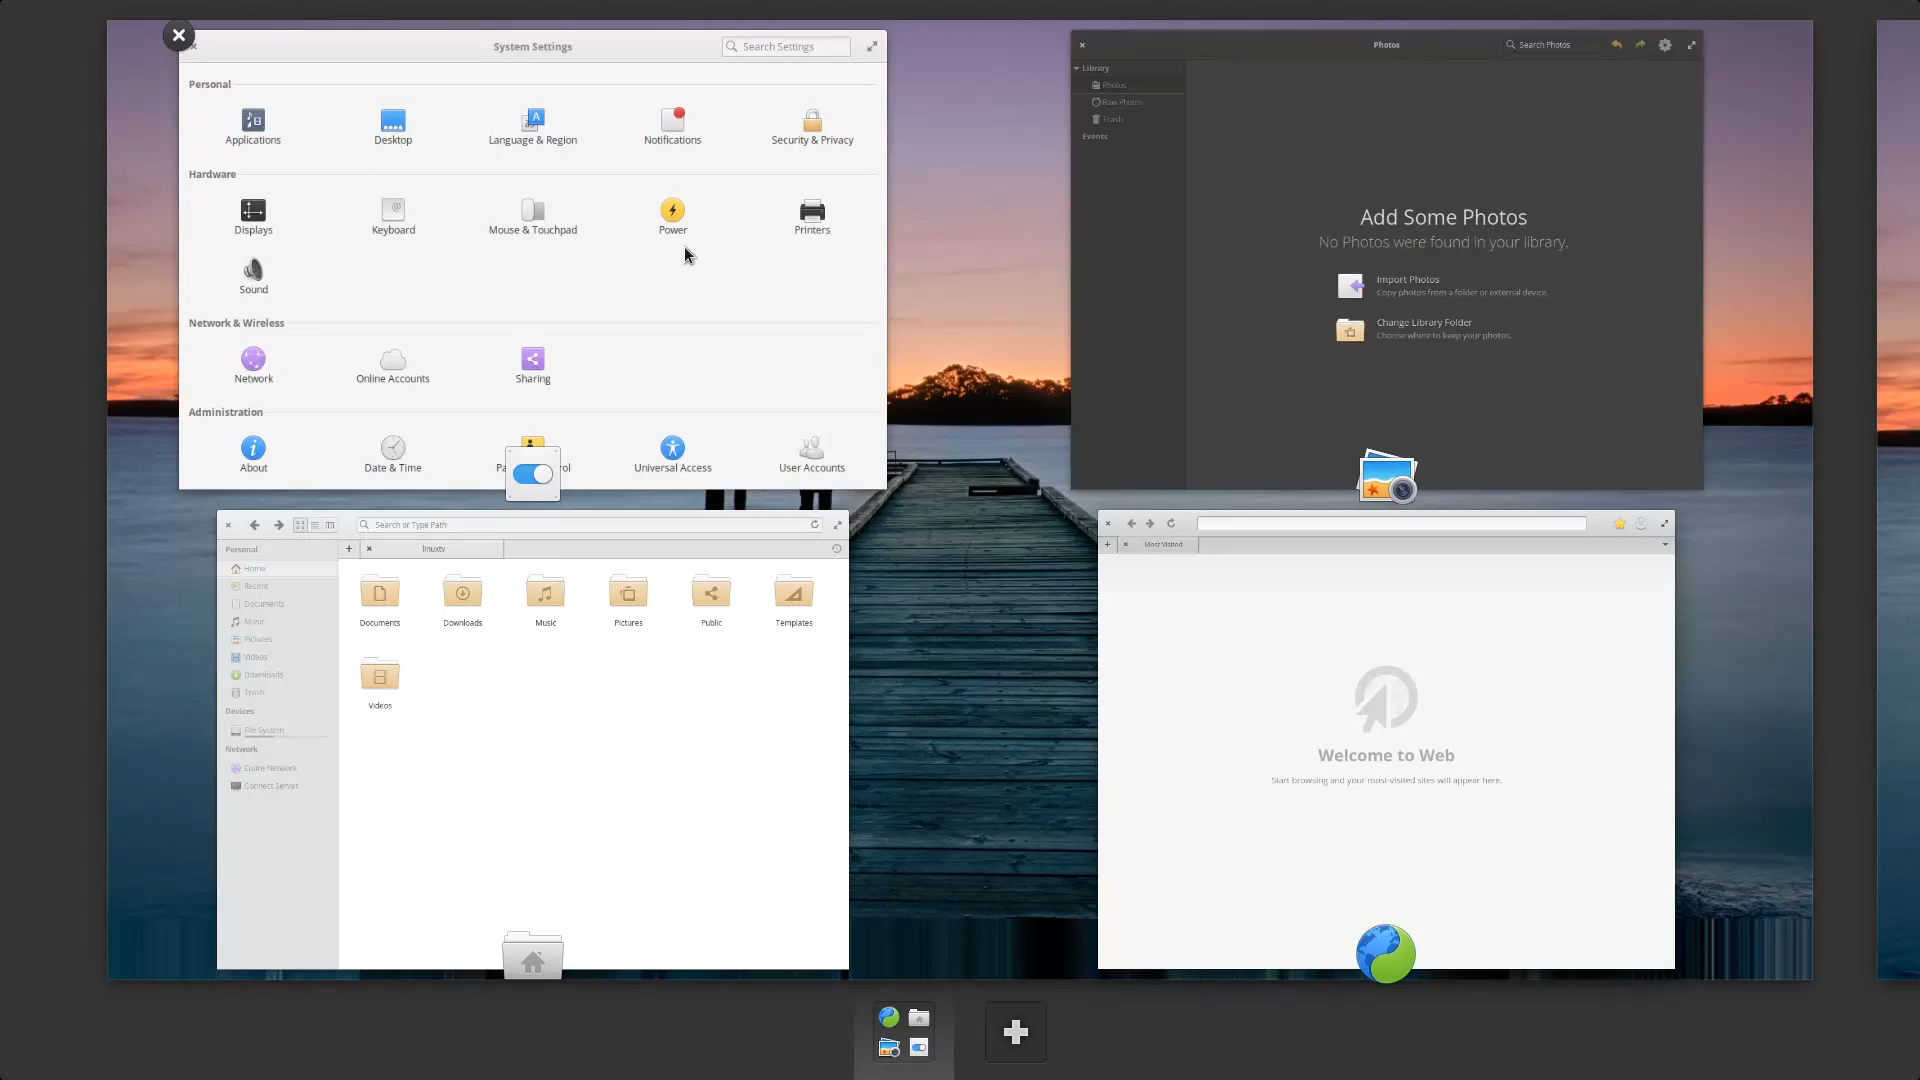 System Settings
Search Settings
Personal
Applications
Desktop
Language & Region
Notifications
Security & Privacy
Hardware
Displays
Keyboard
Mouse & Touchpad
Power
Printers
Sound
Network & Wireless
Network
Online Accounts
Sharing
Administration
About
Date & Time
Universal Access
User Accounts
Photos
Search Photos
Library
Photos
Raw Photos
Trash
Events
Add Some Photos
No Photos were found in your library.
Import Photos
Copy photos from a folder or external device.
Change Library Folder
Choose where to keep your photos.
Search or Type Path
linuxtv
Personal
Home
Recent
Documents
Music
Pictures
Videos
Downloads
Trash
Devices
File System
Network
Entire Network
Connect Server
Documents
Downloads
Music
Pictures
Public
Templates
Videos
Most Visited
Welcome to Web
Start browsing and your most-visited sites will appear here.